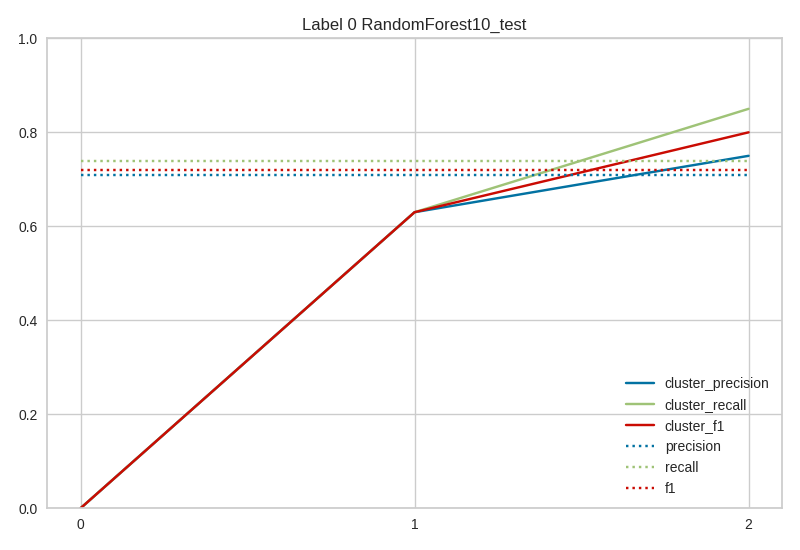 Label 0 RandomForest10_test
1.0
0.8
0.6
0.4
0.2
0.0
cluster_precision
cluster_recall
cluster_f1
precision
recall
f1
0 1 2